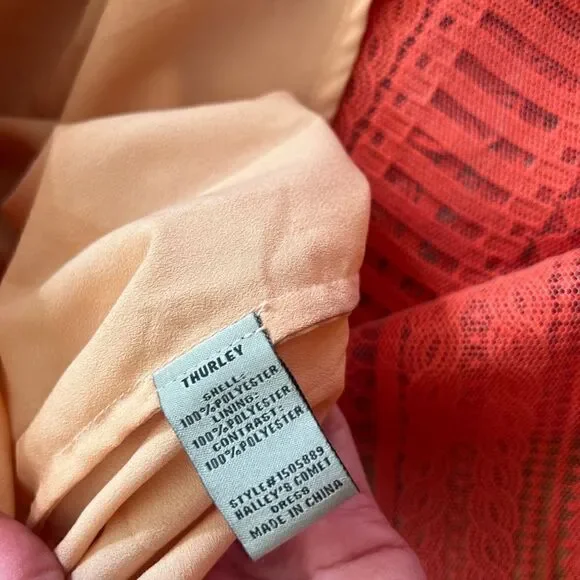 THURLEY
SHELL:
100%POLYESTER
LINING:
100%POLYESTER
CONTRAST:
100%POLYESTER
STYLE#1505889
HALLEY'S COMET
DRESS
MADE IN CHINA